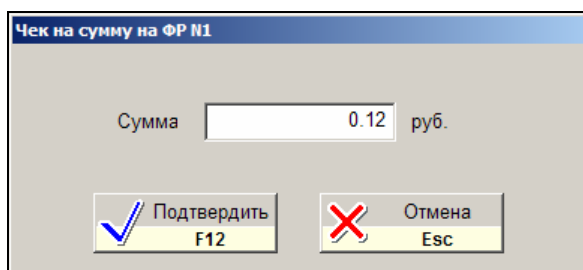 Чек на сумму на ФР N1
Сумма 0.12 руб.
Подтвердить Отмена
F12 Esc